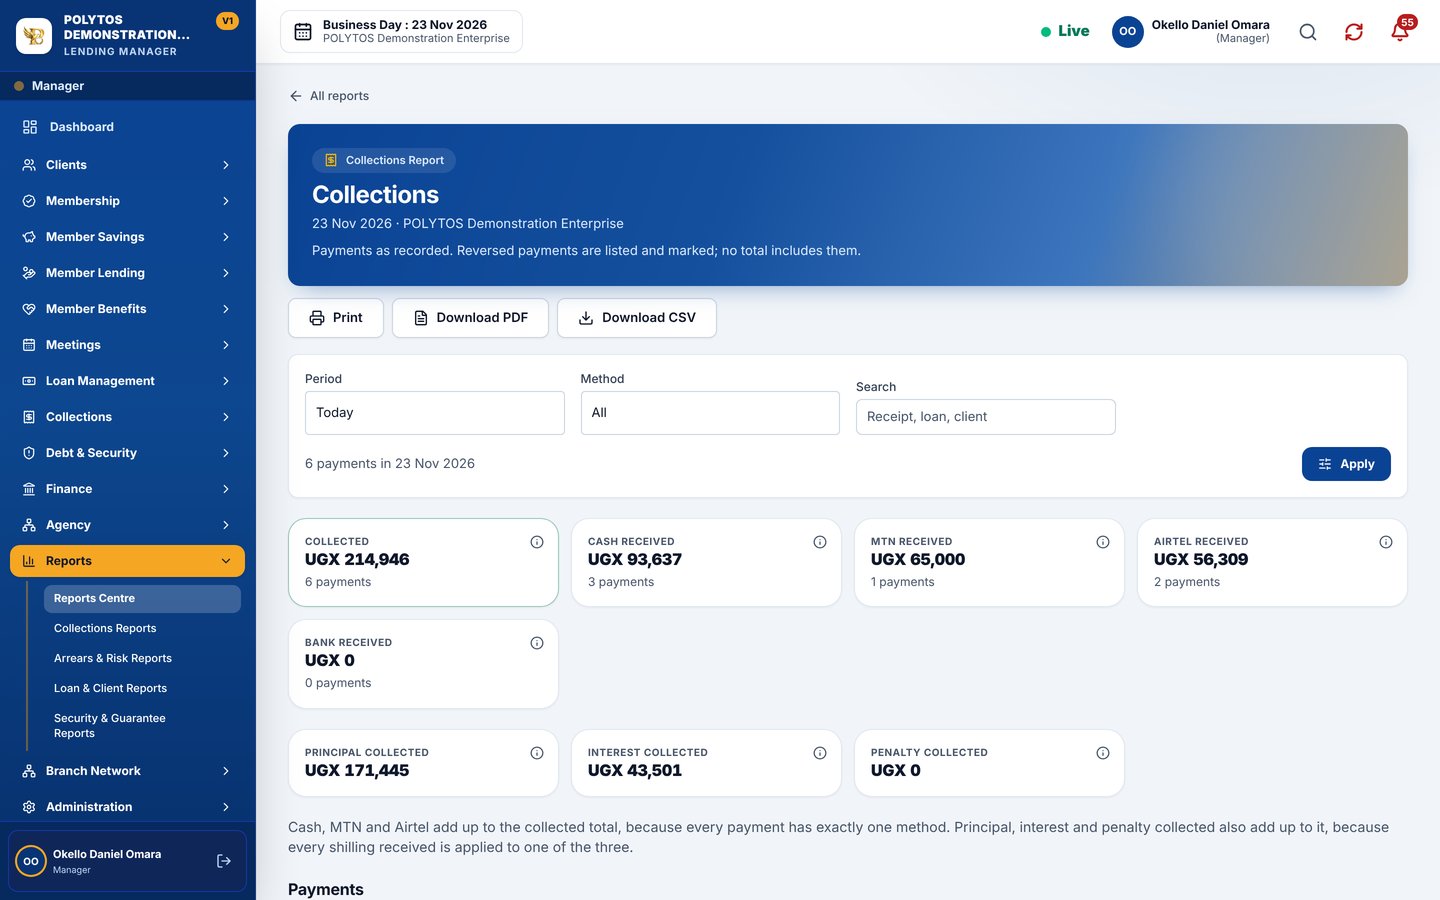 POLYTOS
DEMONSTRATION...
LENDING MANAGER
V1
Manager
Dashboard
Clients
Membership
Member Savings
Member Lending
Member Benefits
Meetings
Loan Management
Collections
Debt & Security
Finance
Agency
Reports
Reports Centre
Collections Reports
Arrears & Risk Reports
Loan & Client Reports
Security & Guarantee
Reports
Branch Network
Administration
OO
Okello Daniel Omara
Manager
Business Day : 23 Nov 2026
POLYTOS Demonstration Enterprise
Live
OO
Okello Daniel Omara
(Manager)
55
All reports
Collections Report
Collections
23 Nov 2026 · POLYTOS Demonstration Enterprise
Payments as recorded. Reversed payments are listed and marked; no total includes them.
Print
Download PDF
Download CSV
Period
Today
Method
All
Search
Receipt, loan, client
6 payments in 23 Nov 2026
Apply
COLLECTED
UGX 214,946
6 payments
CASH RECEIVED
UGX 93,637
3 payments
MTN RECEIVED
UGX 65,000
1 payments
AIRTEL RECEIVED
UGX 56,309
2 payments
BANK RECEIVED
UGX 0
0 payments
PRINCIPAL COLLECTED
UGX 171,445
INTEREST COLLECTED
UGX 43,501
PENALTY COLLECTED
UGX 0
Cash, MTN and Airtel add up to the collected total, because every payment has exactly one method. Principal, interest and penalty collected also add up to it, because
every shilling received is applied to one of the three.
Payments